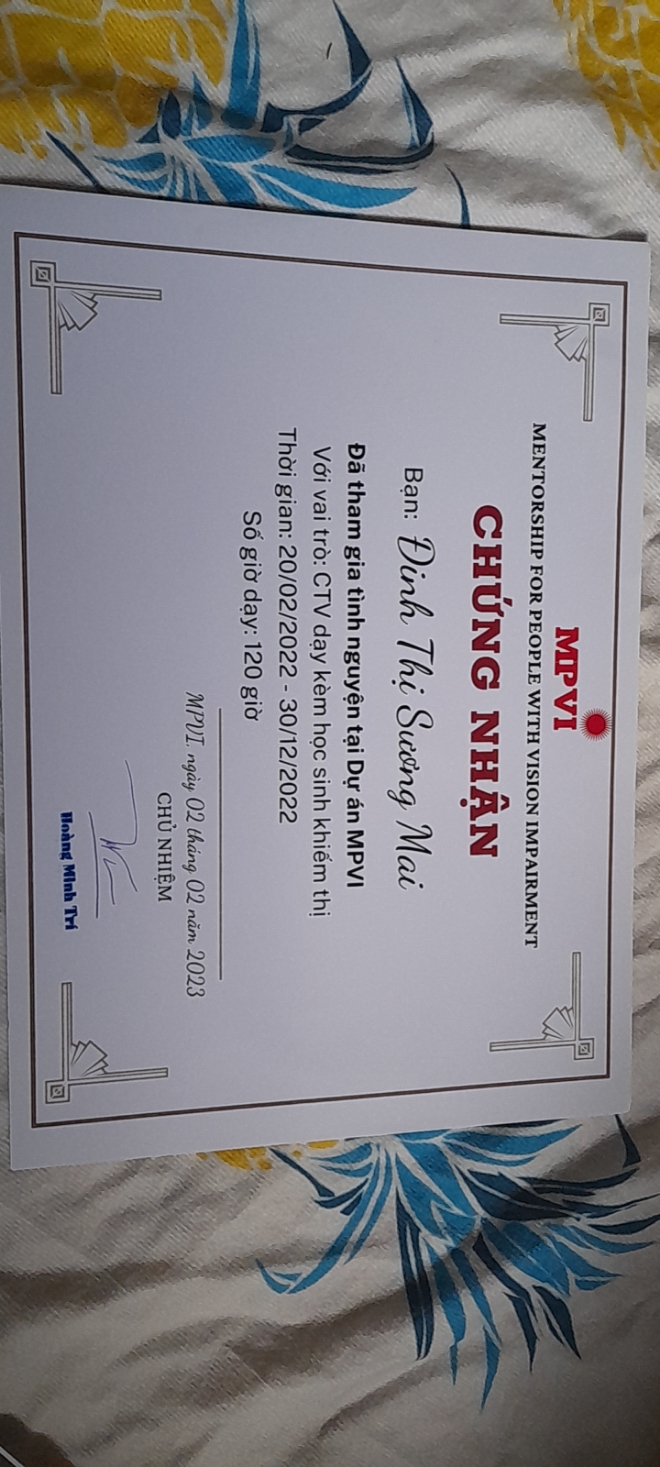 MPVI
MENTORSHIP FOR PEOPLE WITH VISION IMPAIRMENT
CHỨNG NHẬN
Bạn: Đinh Thị Sương Mai
Đã tham gia tình nguyện tại Dự án MPVI
Với vai trò: CTV dạy kèm học sinh khiếm thị
Thời gian: 20/02/2022 - 30/12/2022
Số giờ dạy: 120 giờ
MPVI, ngày 02 tháng 02 năm 2023
CHỦ NHIỆM
Hoàng Minh Trí